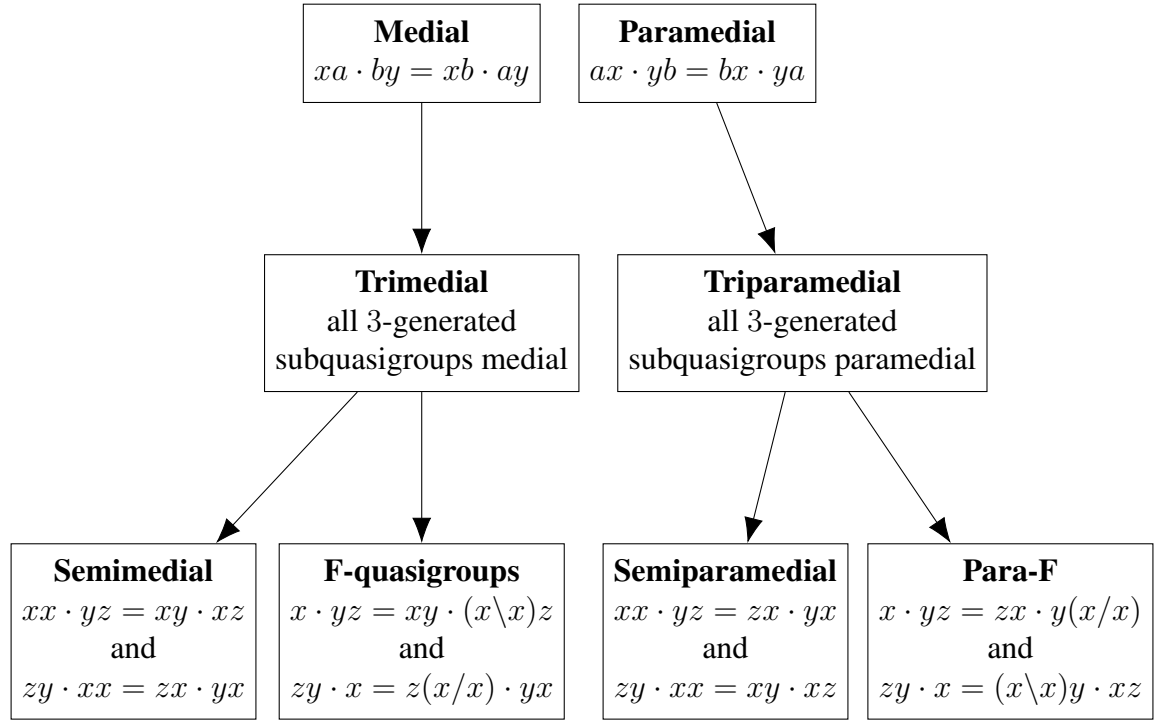 Medial
xa · by = xb · ay
Paramedial
ax · yb = bx · ya
Trimedial
all 3-generated
subquasigroups medial
Triparamedial
all 3-generated
subquasigroups paramedial
Semimedial
xx · yz = xy · xz
and
zy · xx = zx · yx
F-quasigroups
x · yz = xy · (x\x)z
and
zy · x = z(x/x) · yx
Semiparamedial
xx · yz = zx · yx
and
zy · xx = xy · xz
Para-F
x · yz = zx · y(x/x)
and
zy · x = (x\x)y · xz